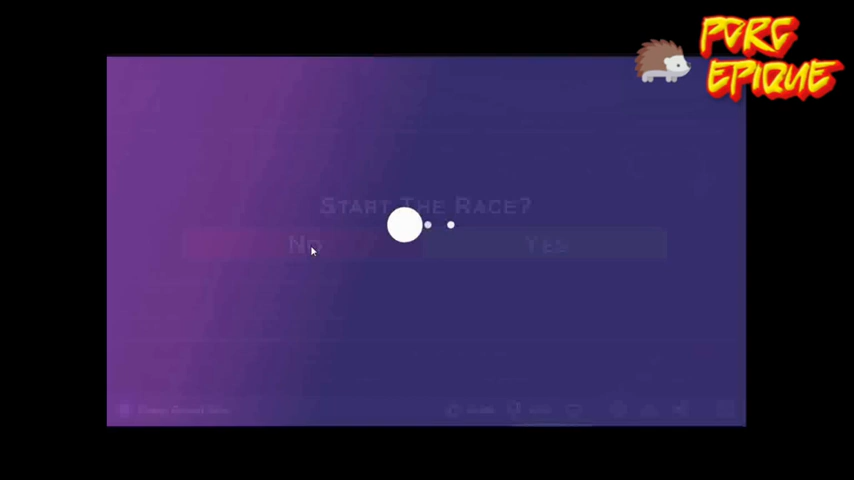 PORC
EPIQUE
START THE RACE?
NO
YES